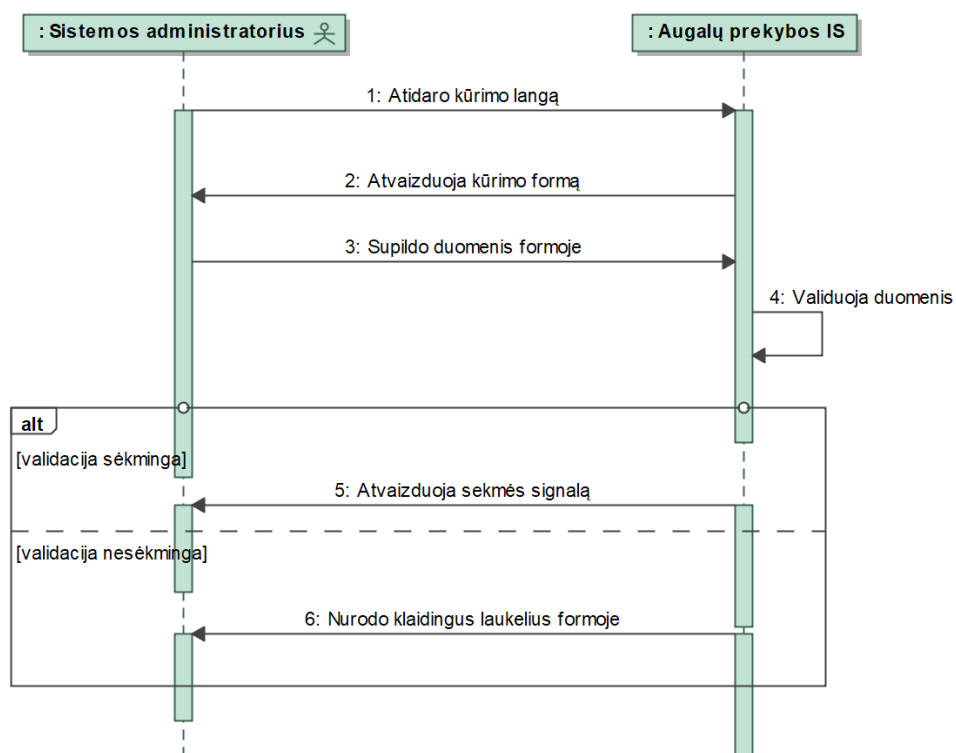 : Sistemos administratorius
: Augalų prekybos IS
1: Atidaro kūrimo langą
2: Atvaizduoja kūrimo formą
3: Supildo duomenis formoje
4: Validuoja duomenis
alt
[validacija sėkminga]
5: Atvaizduoja sekmės signalą
[validacija nesėkminga]
6: Nurodo klaidingus laukelius formoje